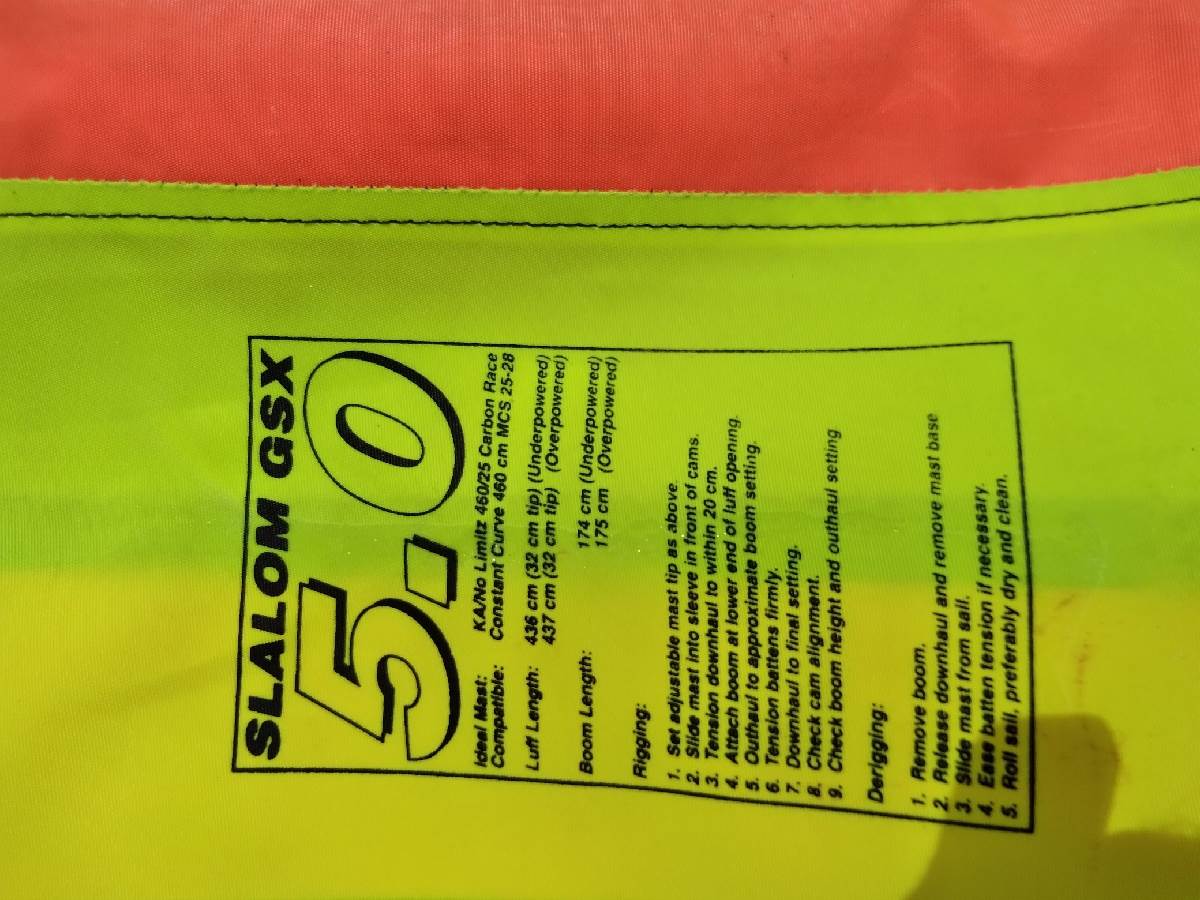 SLALOM GSX
5.0
Ideal Mast: KA/No Limitz 460/25 Carbon Race
Compatible: Constant Curve 460 cm MCS 25-28
Luff Length: 436 cm (32 cm tip) (Underpowered)
437 cm (32 cm tip) (Overpowered)
Boom Length: 174 cm (Underpowered)
175 cm (Overpowered)
Rigging:
1. Set adjustable mast tip as above.
2. Slide mast into sleeve in front of cams.
3. Tension downhaul to within 20 cm.
4. Attach boom at lower end of luff opening.
5. Outhaul to approximate boom setting.
6. Tension battens firmly.
7. Downhaul to final setting.
8. Check cam alignment.
9. Check boom height and outhaul setting
Derigging:
1. Remove boom.
2. Release downhaul and remove mast base
3. Slide mast from sail.
4. Ease batten tension if necessary.
5. Roll sail, preferably dry and clean.